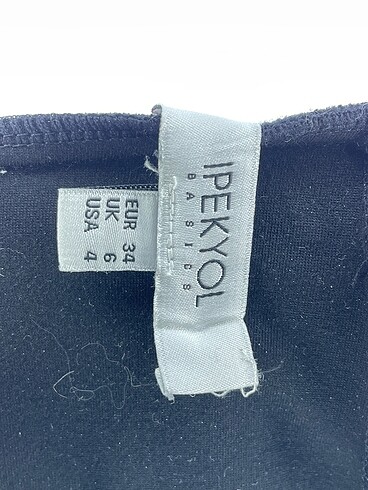 IPEKYOL
BASICS
EUR 34
UK 6
USA 4